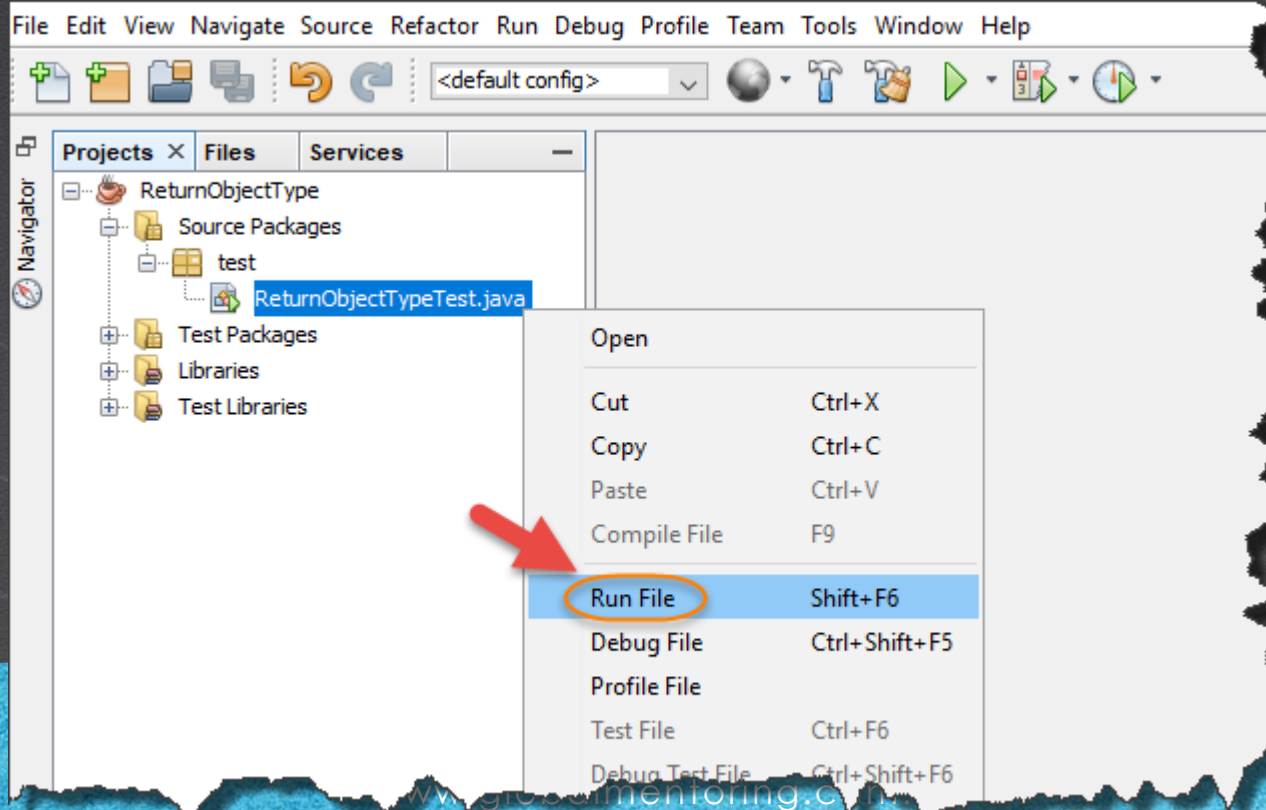 File Edit View Navigate Source Refactor Run Debug Profile Team Tools Window Help
<default config>
Projects Files Services
Navigator
ReturnObjectType
Source Packages
test
ReturnObjectTypeTest.java
Test Packages
Libraries
Test Libraries
Open
Cut Ctrl+X
Copy Ctrl+C
Paste Ctrl+V
Compile File F9
Run File Shift+F6
Debug File Ctrl+Shift+F5
Profile File
Test File Ctrl+F6
Debug Test File Ctrl+Shift+F6